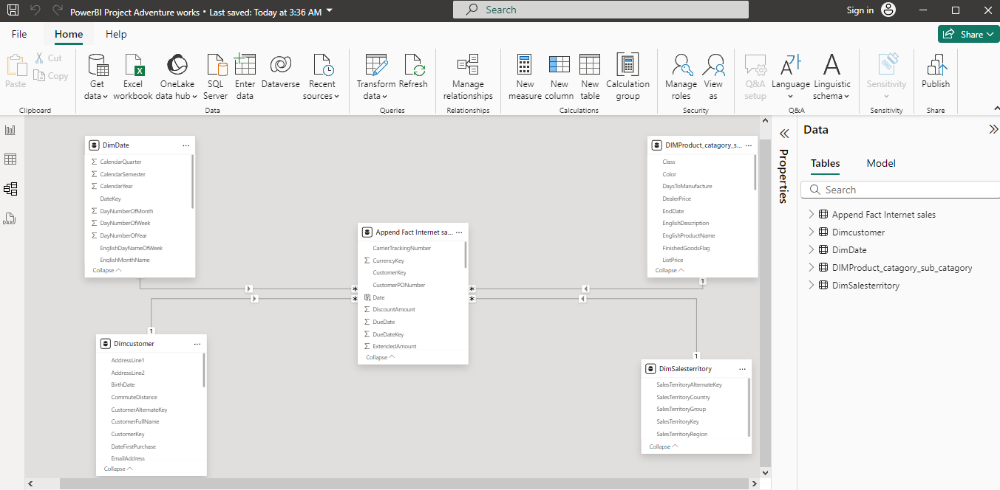 PowerBI Project Adventure works • Last saved: Today at 3:36 AM
Search
Sign in
File
Home
Help
Share
Paste
Cut
Copy
Clipboard
Get data
Excel workbook
OneLake data hub
SQL Server
Enter data
Dataverse
Recent sources
Data
Transform data
Refresh
Queries
Manage relationships
Relationships
New measure
New column
New table
Calculation group
Calculations
Manage roles
View as
Security
Q&A setup
Language
Linguistic schema
Q&A
Sensitivity
Sensitivity
Publish
Share
DAX
DimDate
...
Σ CalendarQuarter
Σ CalendarSemester
Σ CalendarYear
DateKey
Σ DayNumberOfMonth
Σ DayNumberOfWeek
Σ DayNumberOfYear
EnglishDayNameOfWeek
EnglishMonthName
Collapse
Append Fact Internet sa...
...
CarrierTrackingNumber
Σ CurrencyKey
CustomerKey
CustomerPONumber
Date
Σ DiscountAmount
Σ DueDate
Σ DueDateKey
Σ ExtendedAmount
Collapse
DIMProduct_catagory_s...
...
Class
Color
DaysToManufacture
DealerPrice
EndDate
EnglishDescription
EnglishProductName
FinishedGoodsFlag
ListPrice
Collapse
1
*
*
*
*
1
1
Dimcustomer
...
AddressLine1
AddressLine2
BirthDate
CommuteDistance
CustomerAlternateKey
CustomerFullName
CustomerKey
DateFirstPurchase
EmailAddress
Collapse
DimSalesterritory
...
SalesTerritoryAlternateKey
SalesTerritoryCountry
SalesTerritoryGroup
SalesTerritoryKey
SalesTerritoryRegion
Collapse
Properties
Data
Tables
Model
Search
Append Fact Internet sales
Dimcustomer
DimDate
DIMProduct_catagory_sub_catagory
DimSalesterritory